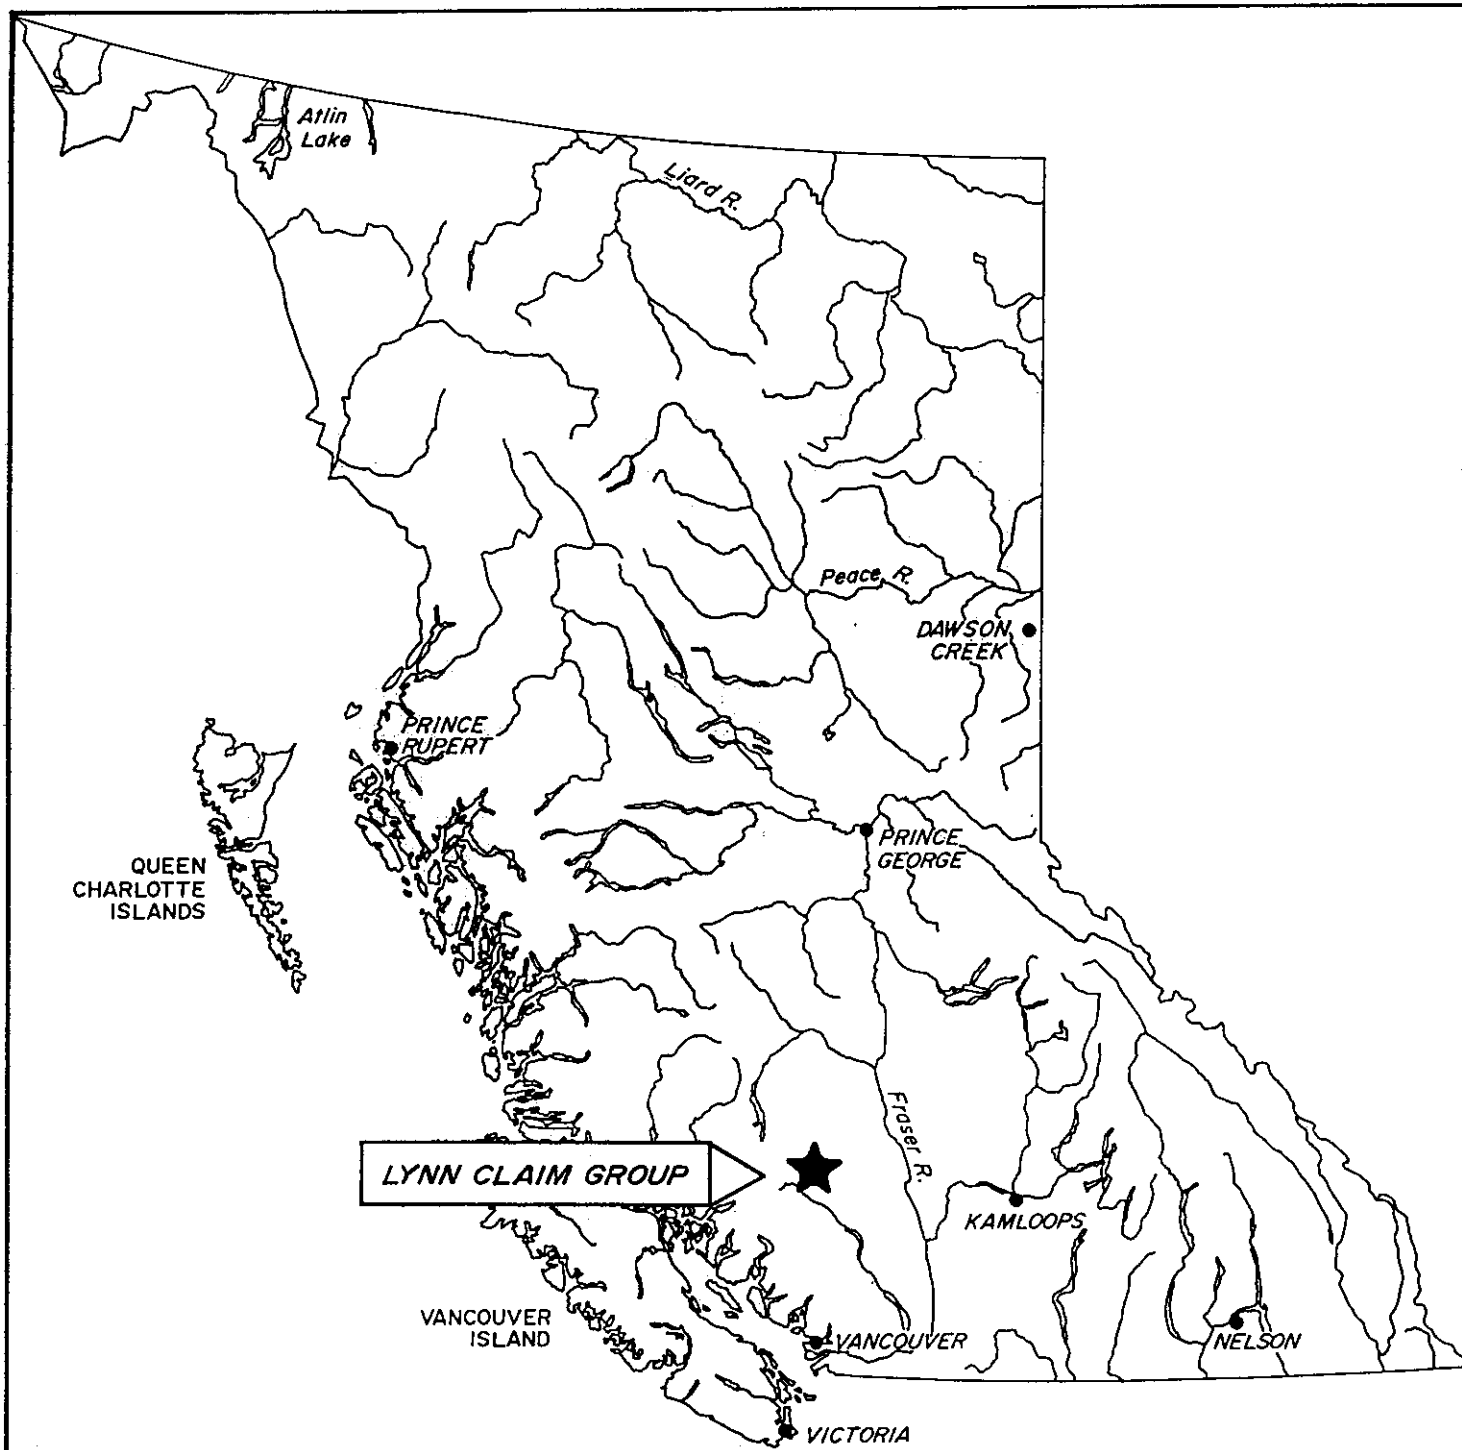 Atlin
Lake
Liard R.
Peace R.
DAWSON
CREEK
PRINCE
RUPERT
PRINCE
GEORGE
QUEEN
CHARLOTTE
ISLANDS
Fraser R.
LYNN CLAIM GROUP
KAMLOOPS
VANCOUVER
ISLAND
VANCOUVER
NELSON
VICTORIA